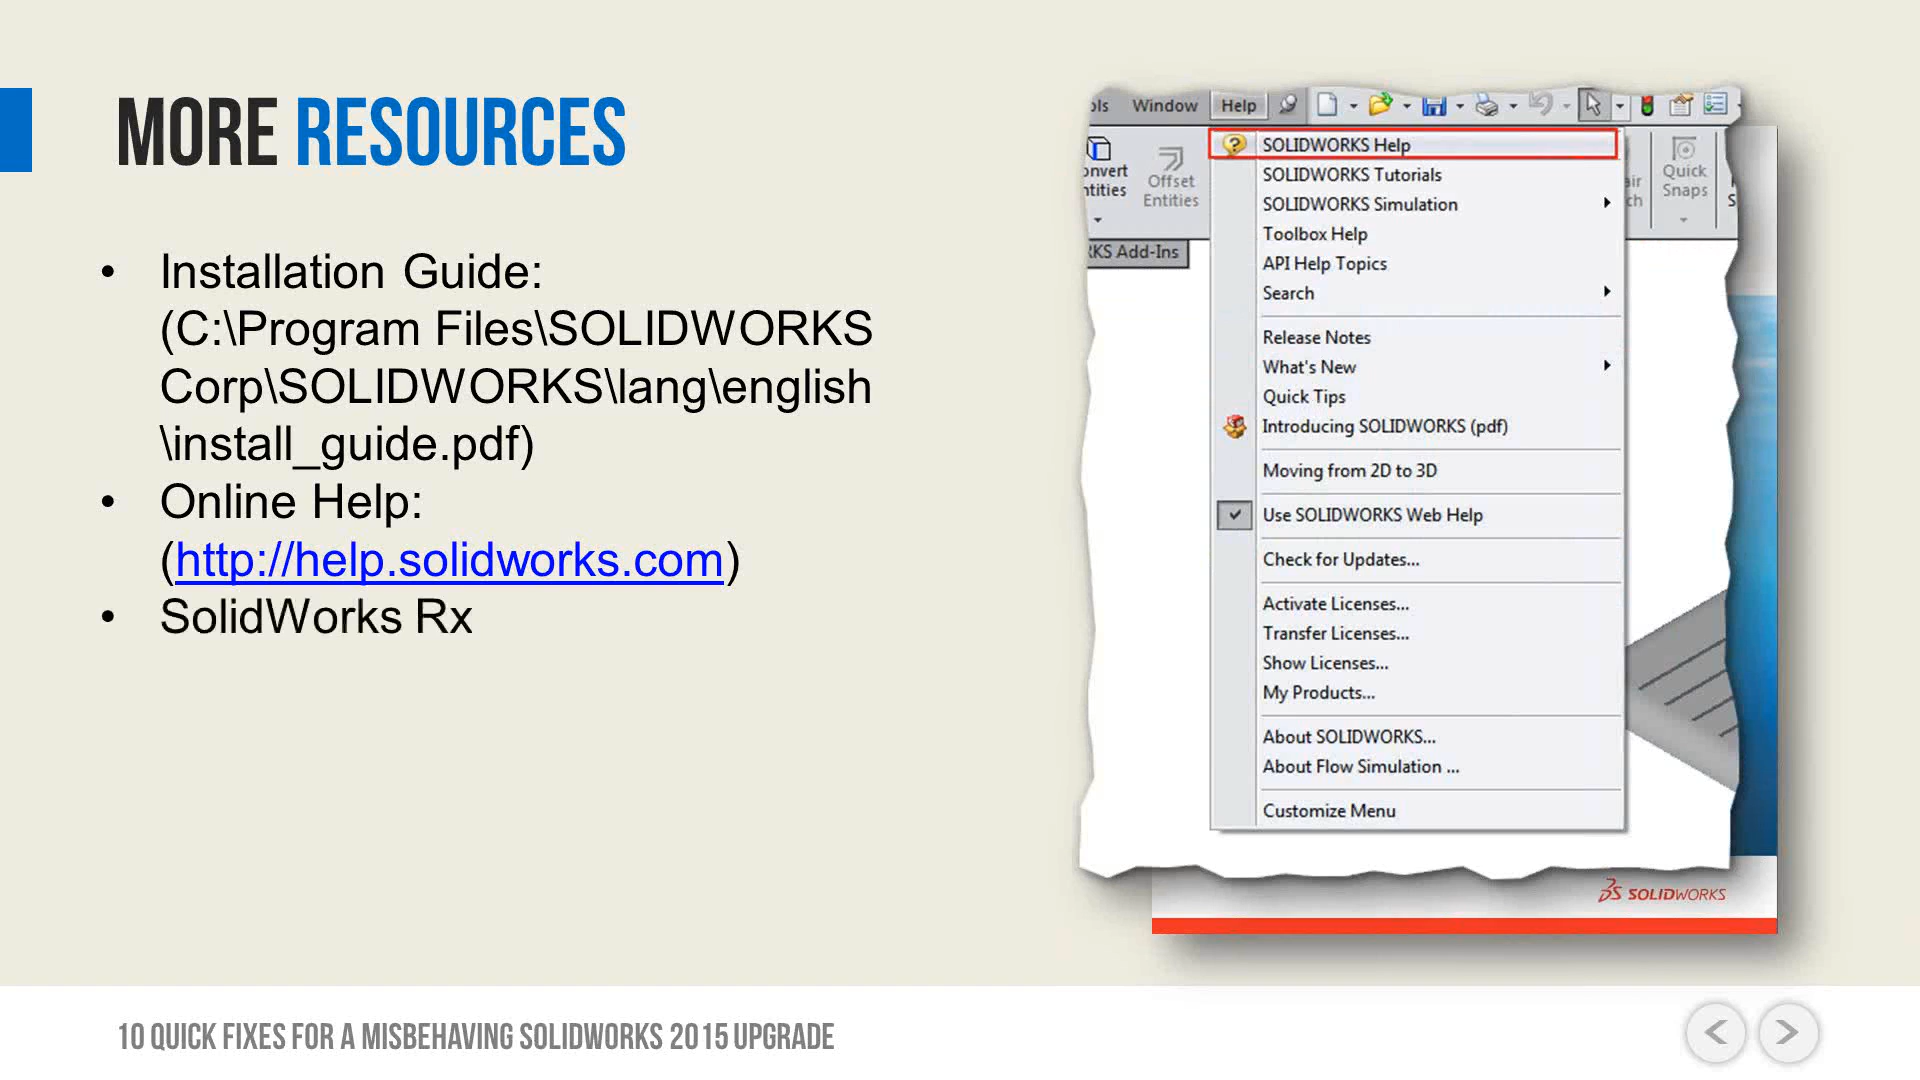 MORE RESOURCES
• Installation Guide:
(C:\Program Files\SOLIDWORKS
Corp\SOLIDWORKS\lang\english
\install_guide.pdf)
• Online Help:
(http://help.solidworks.com)
• SolidWorks Rx
Window Help
Offset
Entities
Quick
Snaps
Add-Ins
SOLIDWORKS Help
SOLIDWORKS Tutorials
SOLIDWORKS Simulation
Toolbox Help
API Help Topics
Search
Release Notes
What's New
Quick Tips
Introducing SOLIDWORKS (pdf)
Moving from 2D to 3D
Use SOLIDWORKS Web Help
Check for Updates...
Activate Licenses...
Transfer Licenses...
Show Licenses...
My Products...
About SOLIDWORKS...
About Flow Simulation ...
Customize Menu
SOLIDWORKS
10 QUICK FIXES FOR A MISBEHAVING SOLIDWORKS 2015 UPGRADE